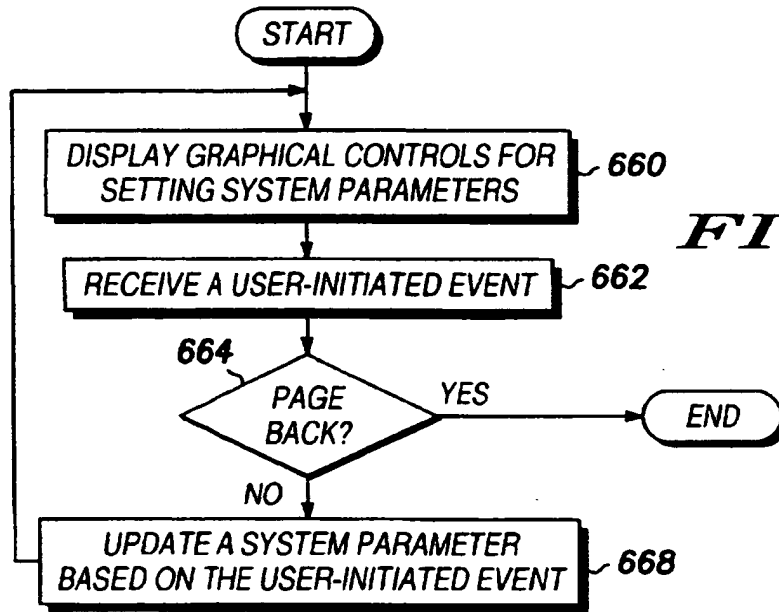 START
DISPLAY GRAPHICAL CONTROLS FOR
SETTING SYSTEM PARAMETERS
660
FI
RECEIVE A USER-INITIATED EVENT
662
664
PAGE
BACK?
YES
END
NO
UPDATE A SYSTEM PARAMETER
BASED ON THE USER-INITIATED EVENT
668